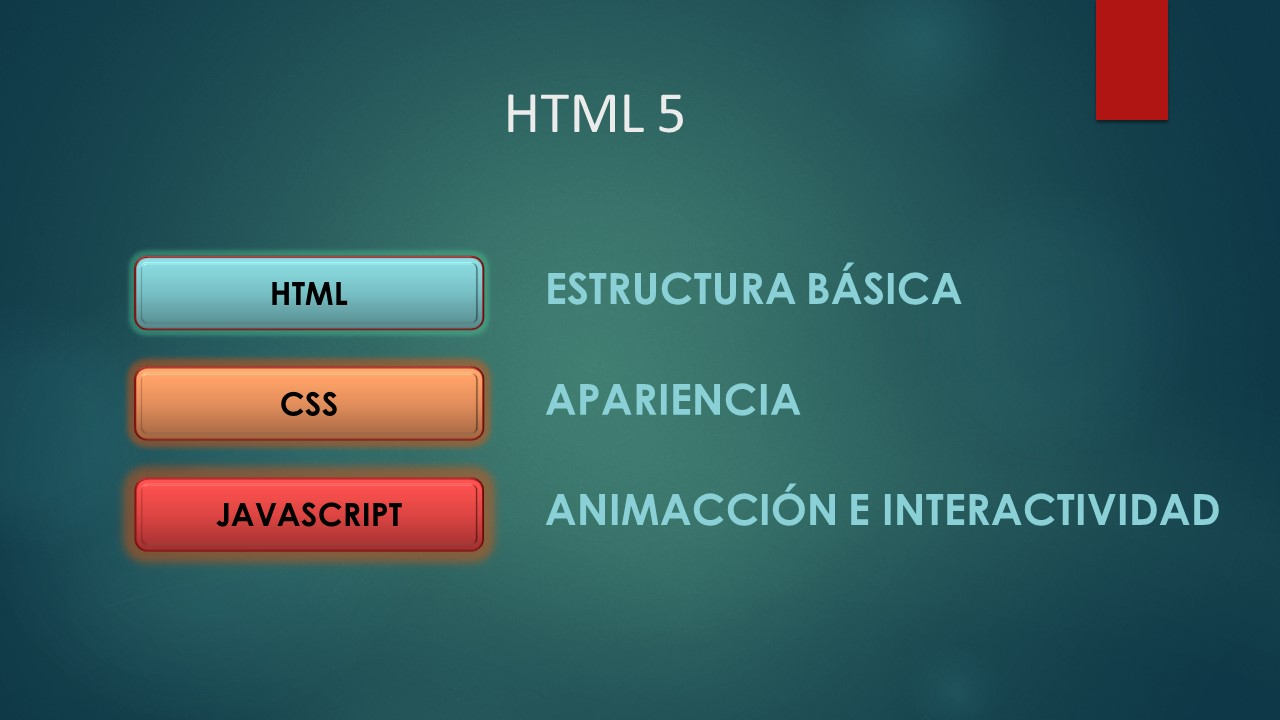 HTML 5
HTML
ESTRUCTURA BÁSICA
CSS
APARIENCIA
JAVASCRIPT
ANIMACCIÓN E INTERACTIVIDAD